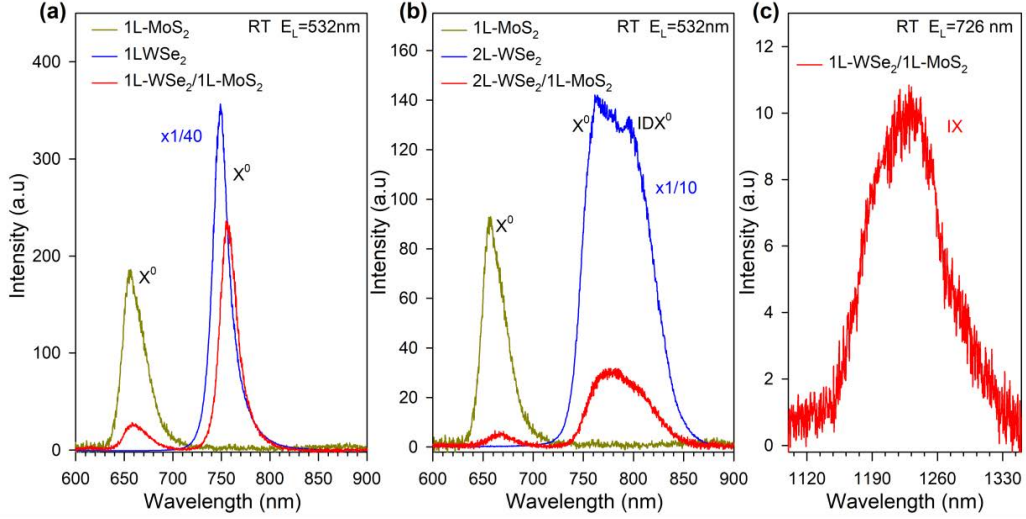 (a)
RT E_L=532nm
1L-MoS₂
1LWSe₂
1L-WSe₂/1L-MoS₂
x1/40
X⁰
X⁰
Intensity (a.u)
400
300
200
100
0
600 650 700 750 800 850 900
Wavelength (nm)
(b)
RT E_L=532nm
1L-MoS₂
2L-WSe₂
2L-WSe₂/1L-MoS₂
X⁰
IDX⁰
x1/10
X⁰
Intensity (a.u)
160
140
120
100
80
60
40
20
0
600 650 700 750 800 850 900
Wavelength (nm)
(c)
RT E_L=726 nm
1L-WSe₂/1L-MoS₂
IX
Intensity (a.u)
12
10
8
6
4
2
0
1120 1190 1260 1330
Wavelength (nm)